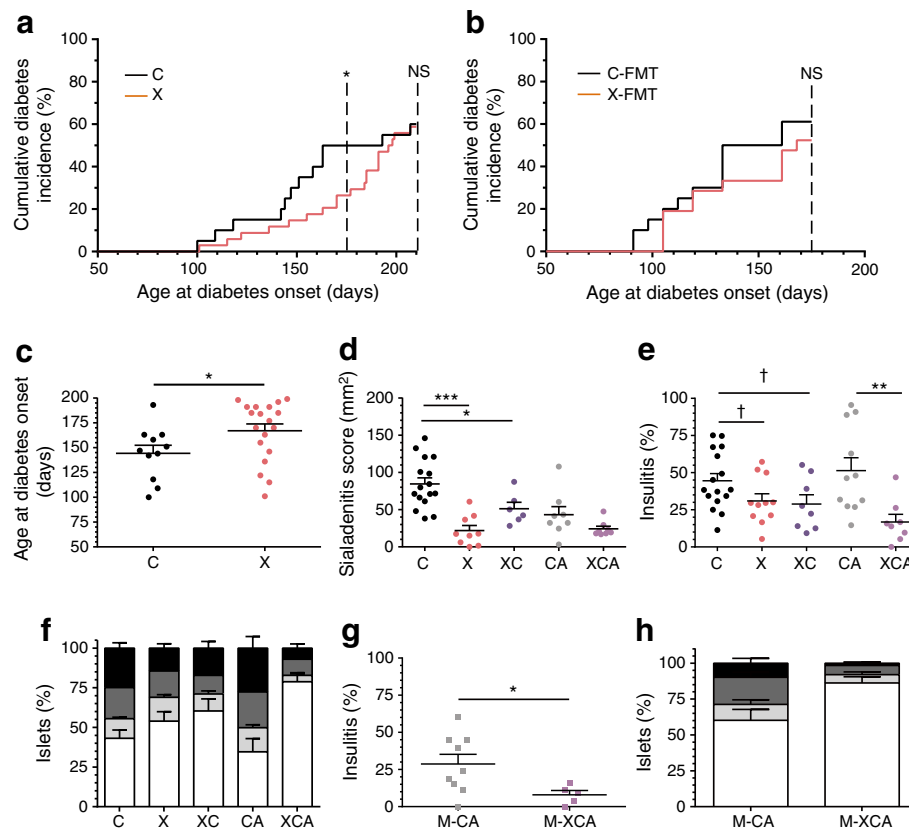 a
Cumulative diabetes
incidence (%)
100
80
60
40
20
0
C
X
*
NS
50
100
150
200
Age at diabetes onset (days)
b
Cumulative diabetes
incidence (%)
100
80
60
40
20
0
C-FMT
X-FMT
NS
50
100
150
200
Age at diabetes onset (days)
c
Age at diabetes onset
(days)
200
175
150
125
100
75
50
*
C
X
d
Sialadenitis score (mm²)
200
150
100
50
0
***
*
C
X
XC
CA
XCA
e
Insulitis (%)
100
75
50
25
0
†
†
**
C
X
XC
CA
XCA
f
Islets (%)
100
75
50
25
0
C
X
XC
CA
XCA
g
Insulitis (%)
100
75
50
25
0
*
M-CA
M-XCA
h
Islets (%)
100
75
50
25
0
M-CA
M-XCA